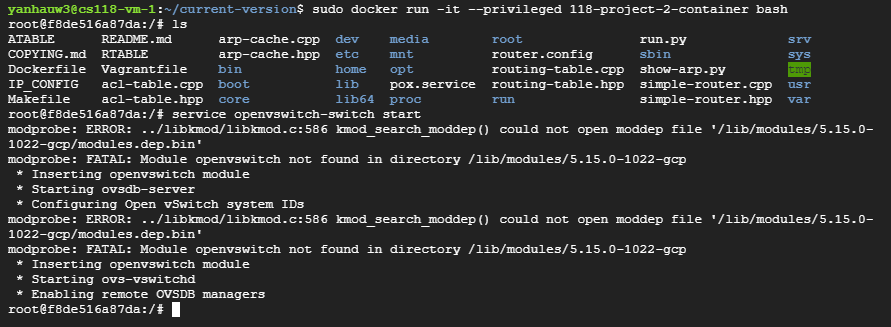 yanhauw3@cs118-vm-1:~/current-version$ sudo docker run -it --privileged 118-project-2-container bash
root@f8de516a87da:/# ls
ATABLE README.md arp-cache.cpp dev media root run.py srv
COPYING.md RTABLE arp-cache.hpp etc mnt router.config sbin sys
Dockerfile Vagrantfile bin home opt routing-table.cpp show-arp.py tmp
IP_CONFIG acl-table.cpp boot lib pox.service routing-table.hpp simple-router.cpp usr
Makefile acl-table.hpp core lib64 proc run simple-router.hpp var
root@f8de516a87da:/# service openvswitch-switch start
modprobe: ERROR: ../libkmod/libkmod.c:586 kmod_search_moddep() could not open moddep file '/lib/modules/5.15.0-
1022-gcp/modules.dep.bin'
modprobe: FATAL: Module openvswitch not found in directory /lib/modules/5.15.0-1022-gcp
* Inserting openvswitch module
* Starting ovsdb-server
* Configuring Open vSwitch system IDs
modprobe: ERROR: ../libkmod/libkmod.c:586 kmod_search_moddep() could not open moddep file '/lib/modules/5.15.0-
1022-gcp/modules.dep.bin'
modprobe: FATAL: Module openvswitch not found in directory /lib/modules/5.15.0-1022-gcp
* Inserting openvswitch module
* Starting ovs-vswitchd
* Enabling remote OVSDB managers
root@f8de516a87da:/#